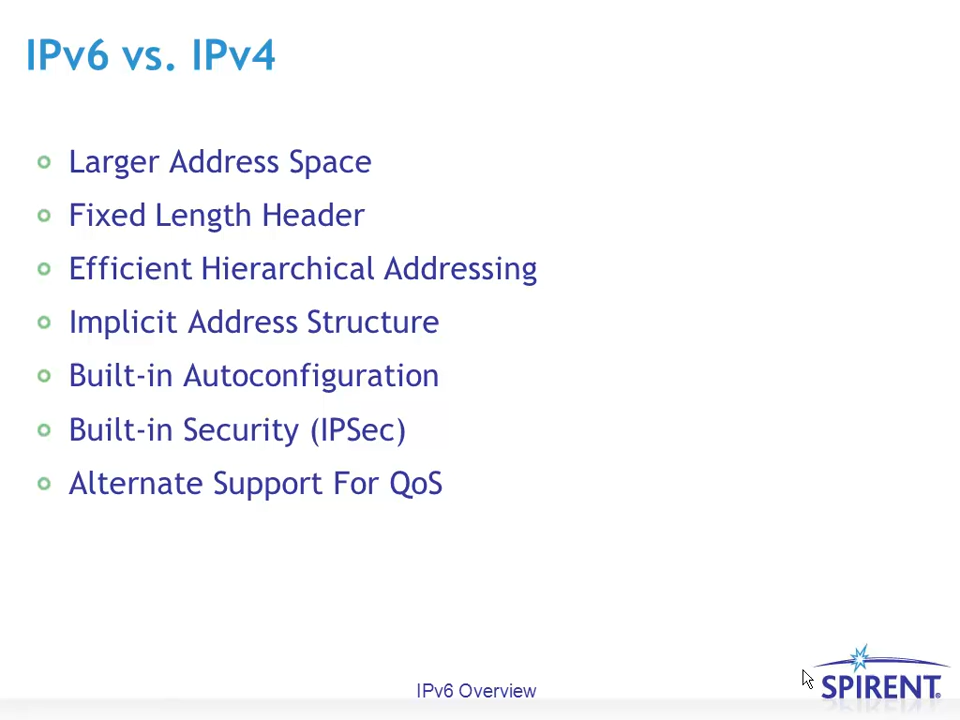 IPv6 vs. IPv4
Larger Address Space
Fixed Length Header
Efficient Hierarchical Addressing
Implicit Address Structure
Built-in Autoconfiguration
Built-in Security (IPSec)
Alternate Support For QoS
IPv6 Overview
SPIRENT®